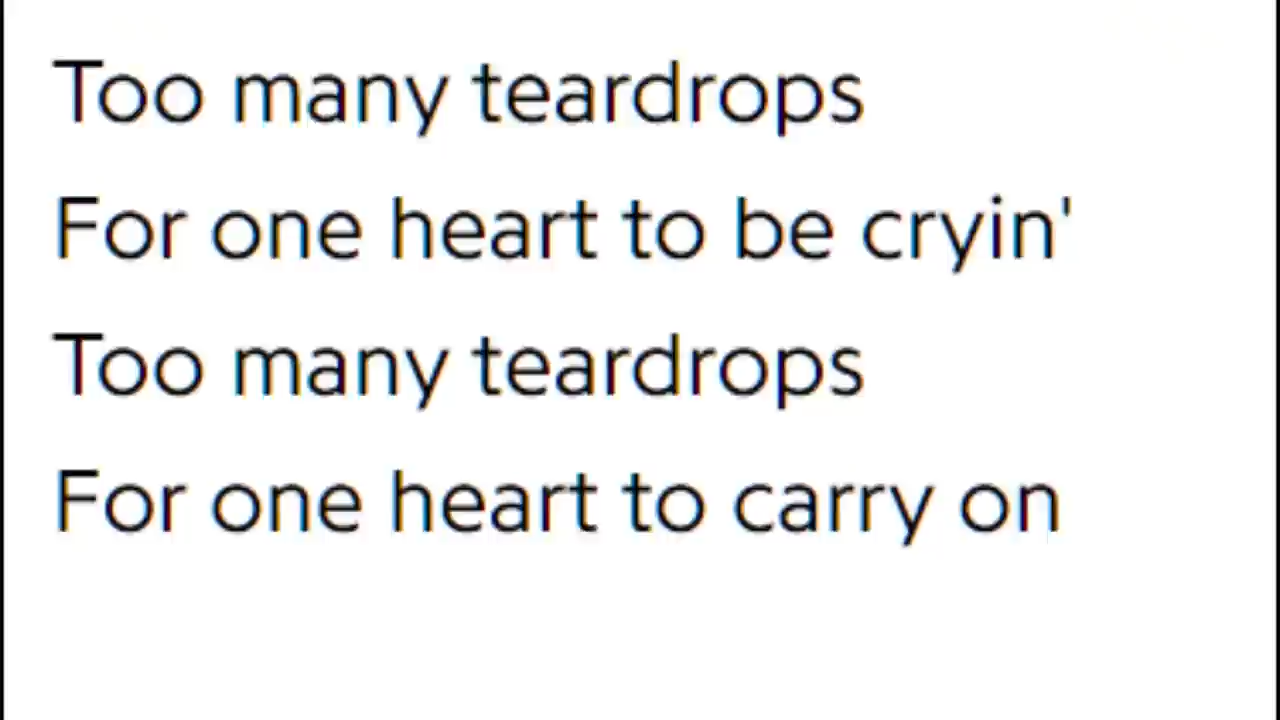 Too many teardrops
For one heart to be cryin'
Too many teardrops
For one heart to carry on